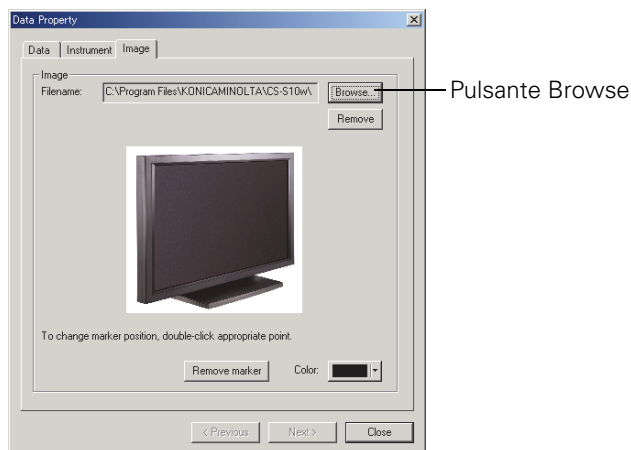 Data Property
Data Instrument Image
Image
Filename: C:\Program Files\KONICAMINOLTA\CS-S10w\ Browse... Pulsante Browse
Remove
To change marker position, double-click appropriate point.
Remove marker Color:
< Previous Next > Close